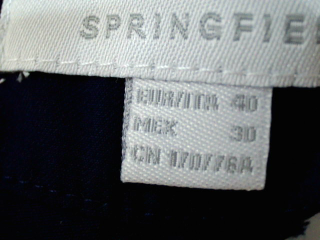 SPRINGFIE
EUR/ITA 40
MEX 30
CN 170/76A